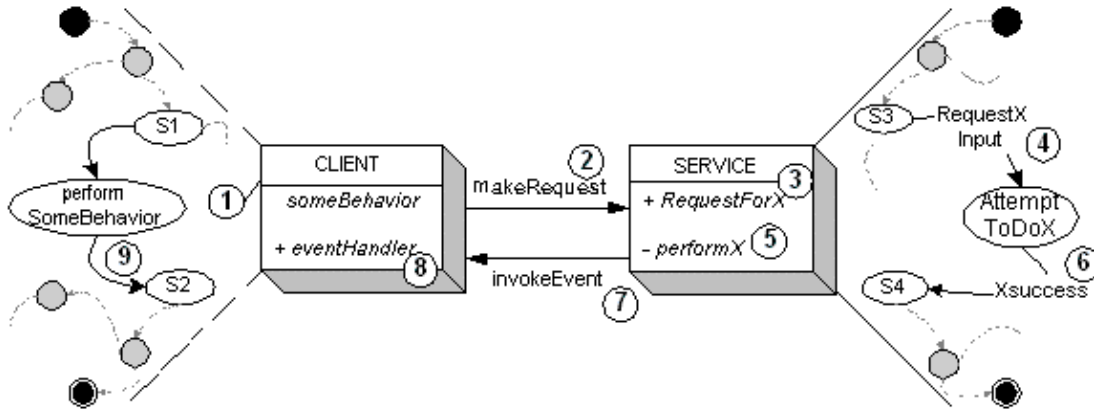 S1
perform
SomeBehavior
9
S2
1
CLIENT
someBehavior
+ eventHandler
8
2
makeRequest
invokeEvent
7
SERVICE
3
+ RequestForX
- performX
5
S3
RequestX
Input
4
Attempt
ToDoX
6
Xsuccess
S4